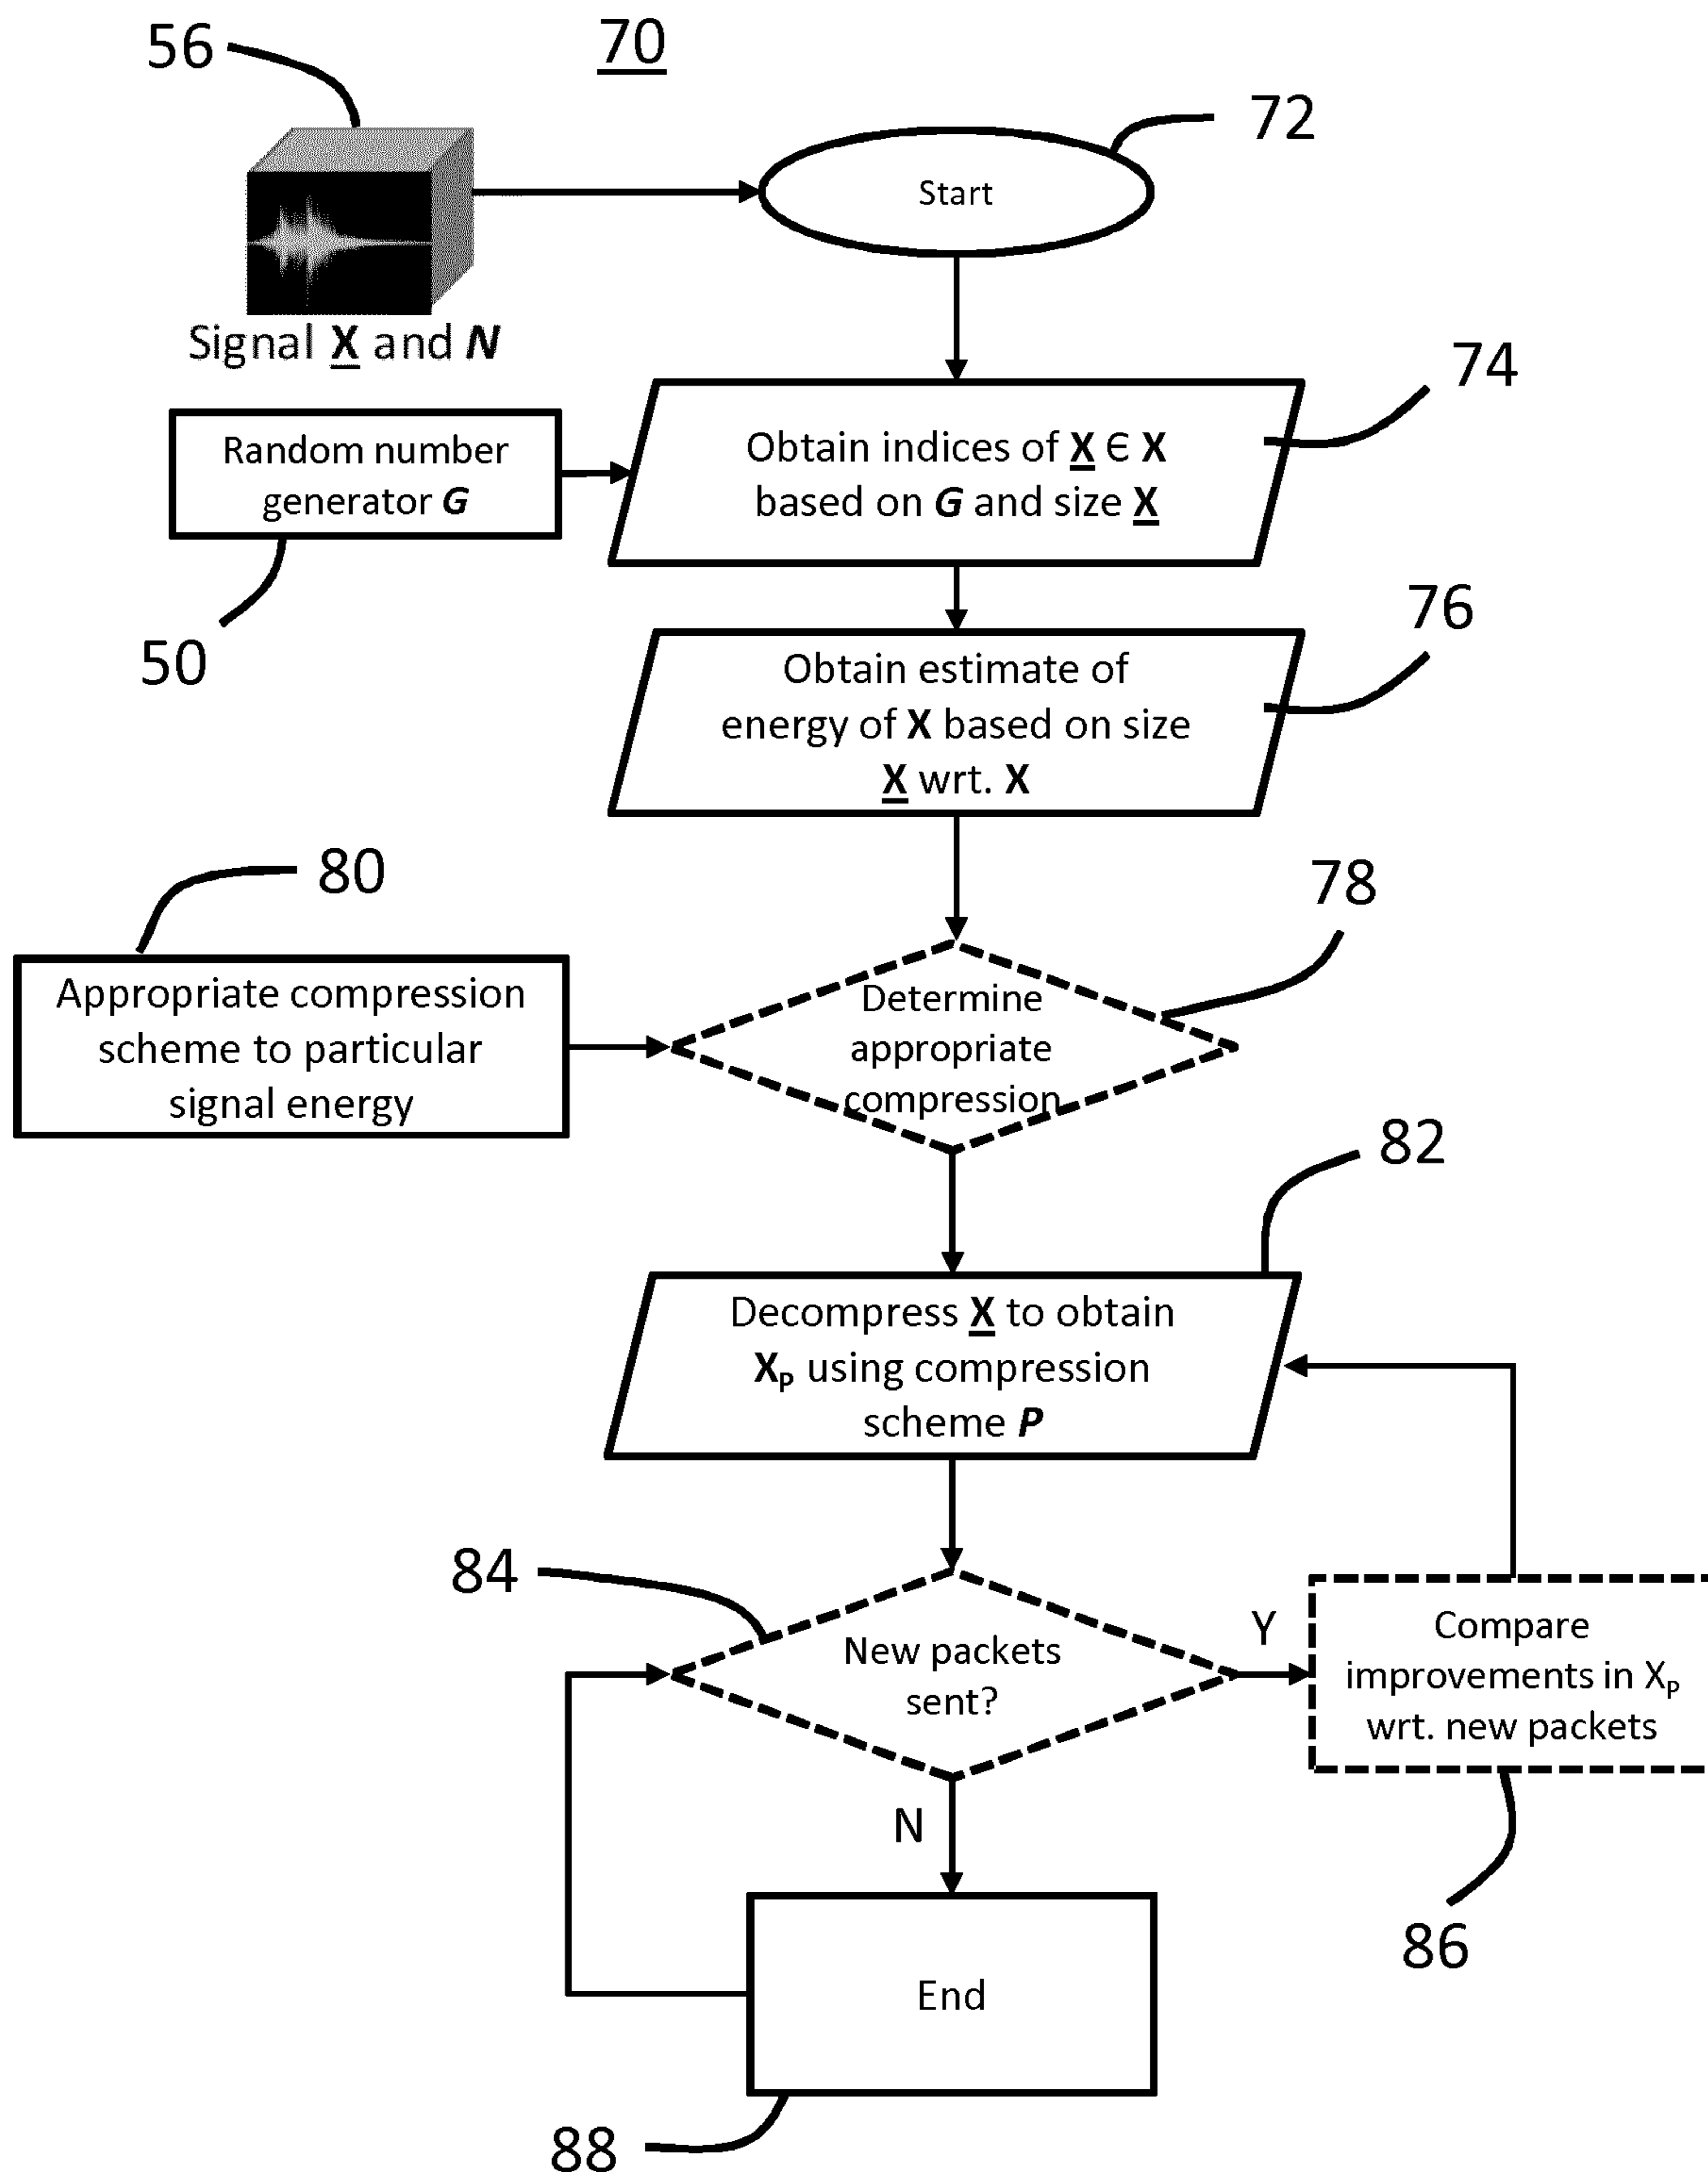 70
56
72
Start
Signal X and N
74
Random number
generator G
Obtain indices of X ϵ X
based on G and size X
50
76
Obtain estimate of
energy of X based on size
X wrt. X
80
78
Appropriate compression
scheme to particular
signal energy
Determine
appropriate
compression
82
Decompress X to obtain
XP using compression
scheme P
84
New packets
sent?
Y
Compare
improvements in XP
wrt. new packets
N
86
End
88